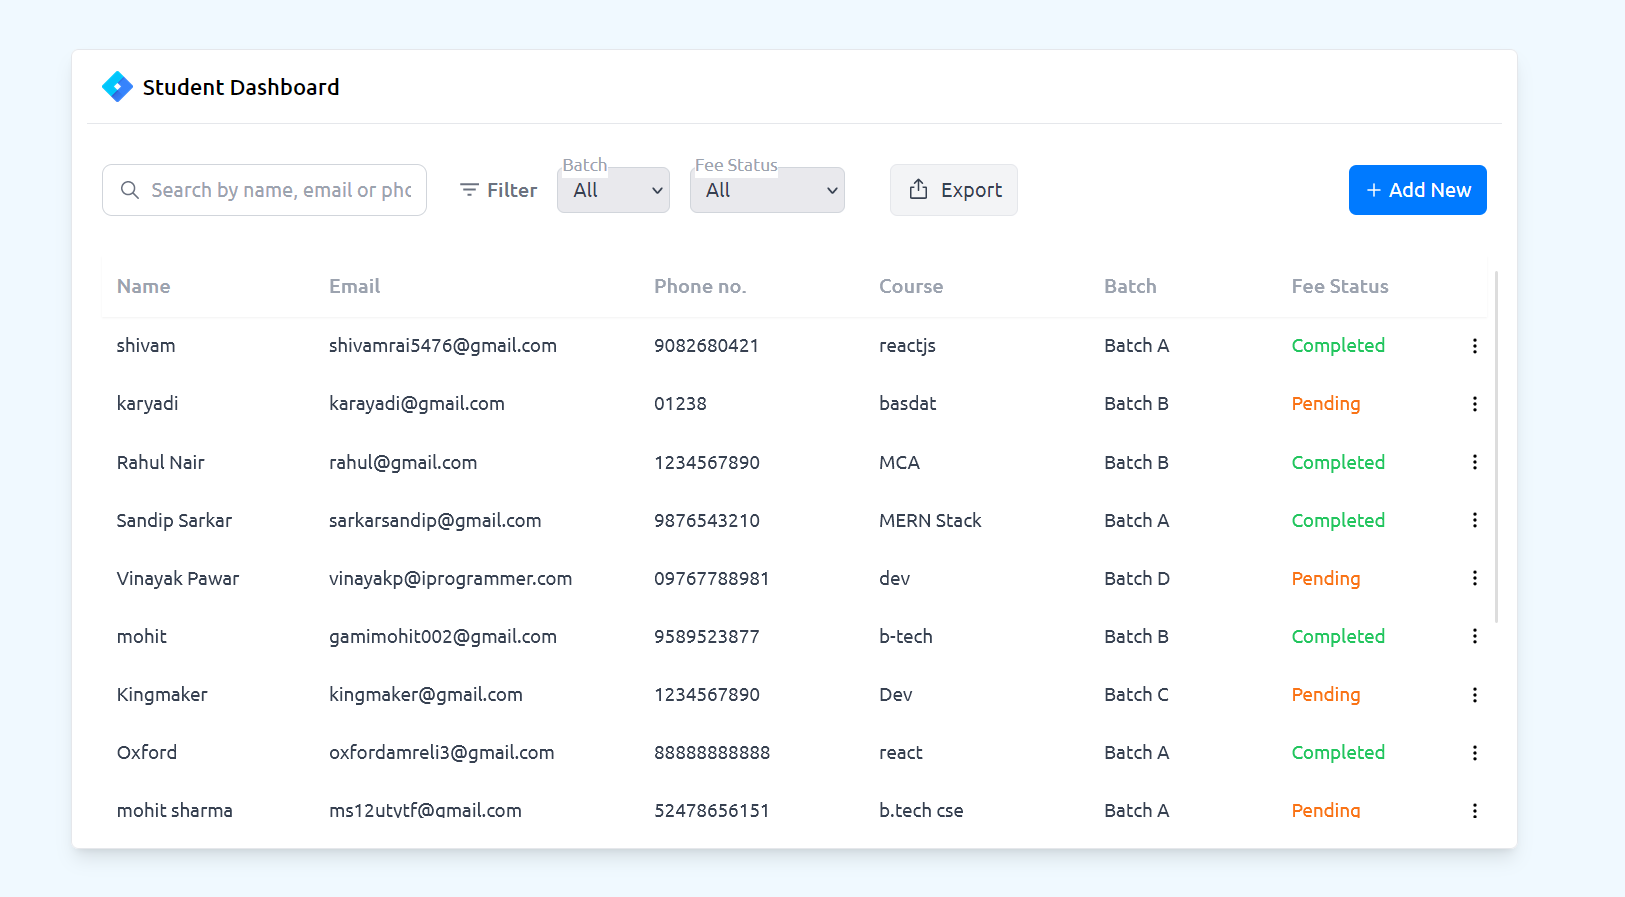 Student Dashboard
Search by name, email or pho
Filter
Batch
All
Fee Status
All
Export
+ Add New
Name Email Phone no. Course Batch Fee Status
shivam shivamrai5476@gmail.com 9082680421 reactjs Batch A Completed
karyadi karayadi@gmail.com 01238 basdat Batch B Pending
Rahul Nair rahul@gmail.com 1234567890 MCA Batch B Completed
Sandip Sarkar sarkarsandip@gmail.com 9876543210 MERN Stack Batch A Completed
Vinayak Pawar vinayakp@iprogrammer.com 09767788981 dev Batch D Pending
mohit gamimohit002@gmail.com 9589523877 b-tech Batch B Completed
Kingmaker kingmaker@gmail.com 1234567890 Dev Batch C Pending
Oxford oxfordamreli3@gmail.com 88888888888 react Batch A Completed
mohit sharma 52478656151 b.tech cse Batch A Pending